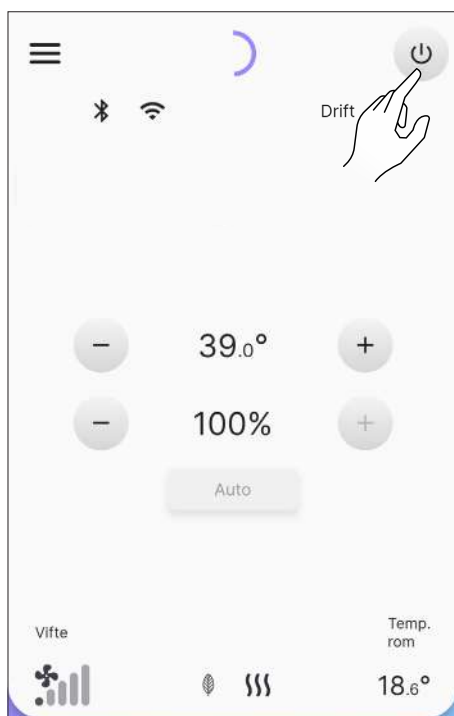 Drift
− 39.0° +
− 100% +
Auto
Vifte
Temp.
rom
18.6°